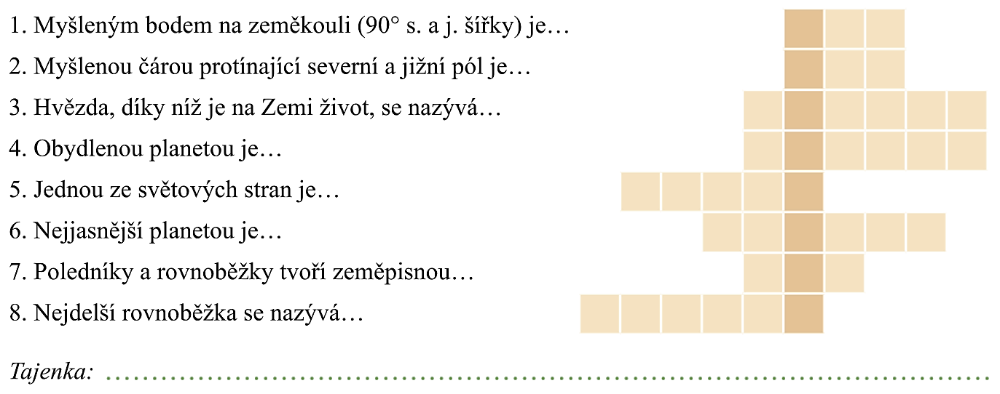 1. Myšleným bodem na zeměkouli (90° s. a j. šířky) je…
2. Myšlenou čárou protínající severní a jižní pól je…
3. Hvězda, díky níž je na Zemi život, se nazývá…
4. Obydlenou planetou je…
5. Jednou ze světových stran je…
6. Nejjasnější planetou je…
7. Poledníky a rovnoběžky tvoří zeměpisnou…
8. Nejdelší rovnoběžka se nazývá…
Tajenka: ........................................................................